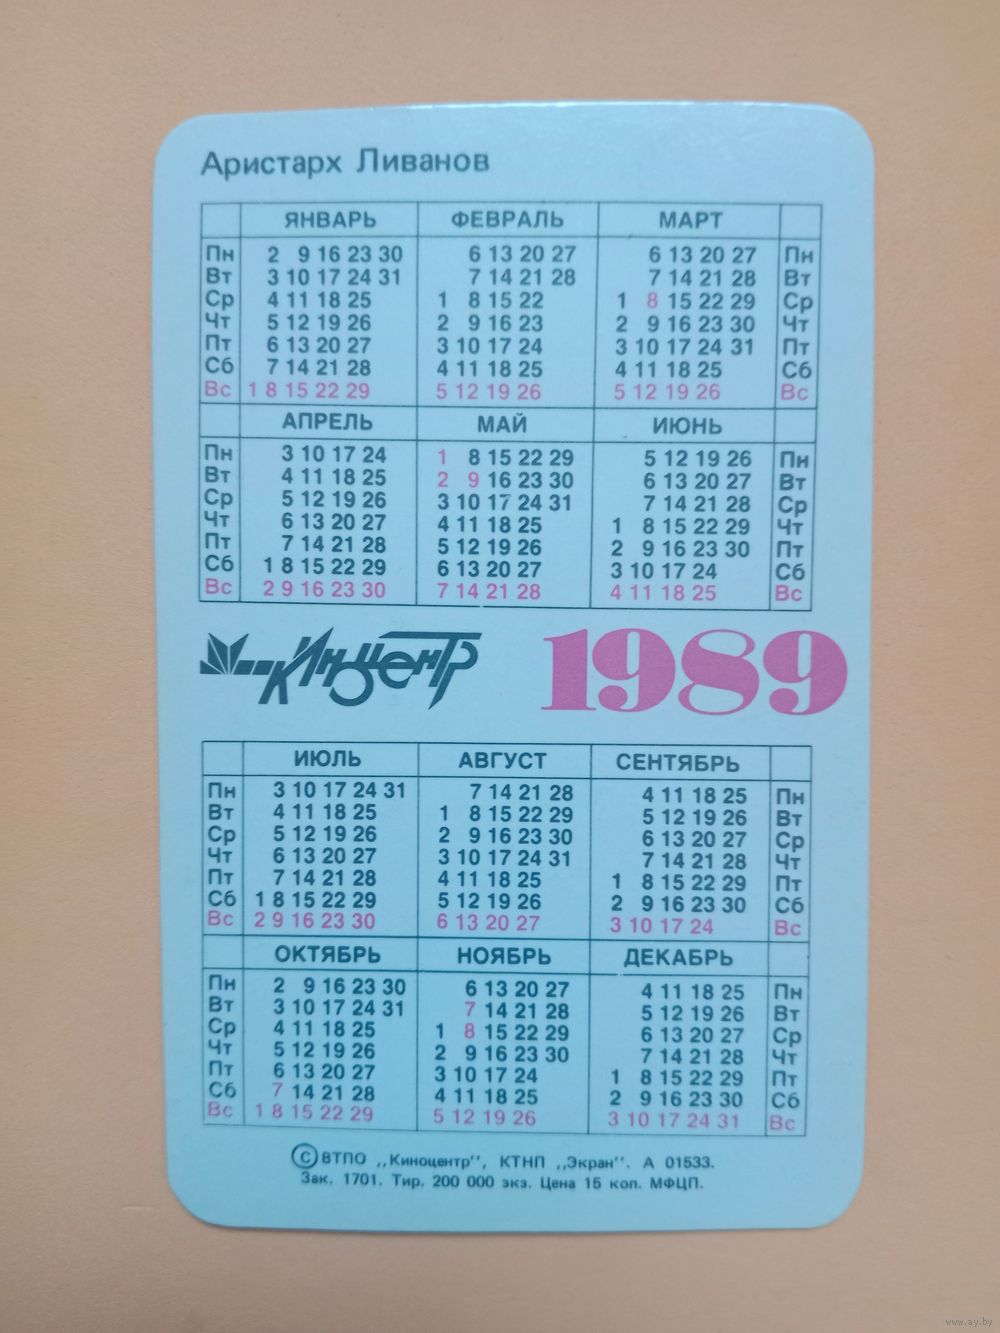 Аристарх Ливанов
ЯНВАРЬ ФЕВРАЛЬ МАРТ
Пн 2 9 16 23 30 6 13 20 27 6 13 20 27 Пн
Вт 3 10 17 24 31 7 14 21 28 7 14 21 28 Вт
Ср 4 11 18 25 1 8 15 22 1 8 15 22 29 Ср
Чт 5 12 19 26 2 9 16 23 2 9 16 23 30 Чт
Пт 6 13 20 27 3 10 17 24 3 10 17 24 31 Пт
Сб 7 14 21 28 4 11 18 25 4 11 18 25 Сб
Вс 1 8 15 22 29 5 12 19 26 5 12 19 26 Вс
АПРЕЛЬ МАЙ ИЮНЬ
Пн 3 10 17 24 1 8 15 22 29 5 12 19 26 Пн
Вт 4 11 18 25 2 9 16 23 30 6 13 20 27 Вт
Ср 5 12 19 26 3 10 17 24 31 7 14 21 28 Ср
Чт 6 13 20 27 4 11 18 25 1 8 15 22 29 Чт
Пт 7 14 21 28 5 12 19 26 2 9 16 23 30 Пт
Сб 1 8 15 22 29 6 13 20 27 3 10 17 24 Сб
Вс 2 9 16 23 30 7 14 21 28 4 11 18 25 Вс
Киноцентр 1989
ИЮЛЬ АВГУСТ СЕНТЯБРЬ
Пн 3 10 17 24 31 7 14 21 28 4 11 18 25 Пн
Вт 4 11 18 25 1 8 15 22 29 5 12 19 26 Вт
Ср 5 12 19 26 2 9 16 23 30 6 13 20 27 Ср
Чт 6 13 20 27 3 10 17 24 31 7 14 21 28 Чт
Пт 7 14 21 28 4 11 18 25 1 8 15 22 29 Пт
Сб 1 8 15 22 29 5 12 19 26 2 9 16 23 30 Сб
Вс 2 9 16 23 30 6 13 20 27 3 10 17 24 Вс
ОКТЯБРЬ НОЯБРЬ ДЕКАБРЬ
Пн 2 9 16 23 30 6 13 20 27 4 11 18 25 Пн
Вт 3 10 17 24 31 7 14 21 28 5 12 19 26 Вт
Ср 4 11 18 25 1 8 15 22 29 6 13 20 27 Ср
Чт 5 12 19 26 2 9 16 23 30 7 14 21 28 Чт
Пт 6 13 20 27 3 10 17 24 1 8 15 22 29 Пт
Сб 7 14 21 28 4 11 18 25 2 9 16 23 30 Сб
Вс 1 8 15 22 29 5 12 19 26 3 10 17 24 31 Вс
©ВТПО ,,Киноцентр'', КТНП ,,Экран''. А 01533.
Зак. 1701. Тир. 200 000 экз. Цена 15 коп. МФЦП.
www.ay.by